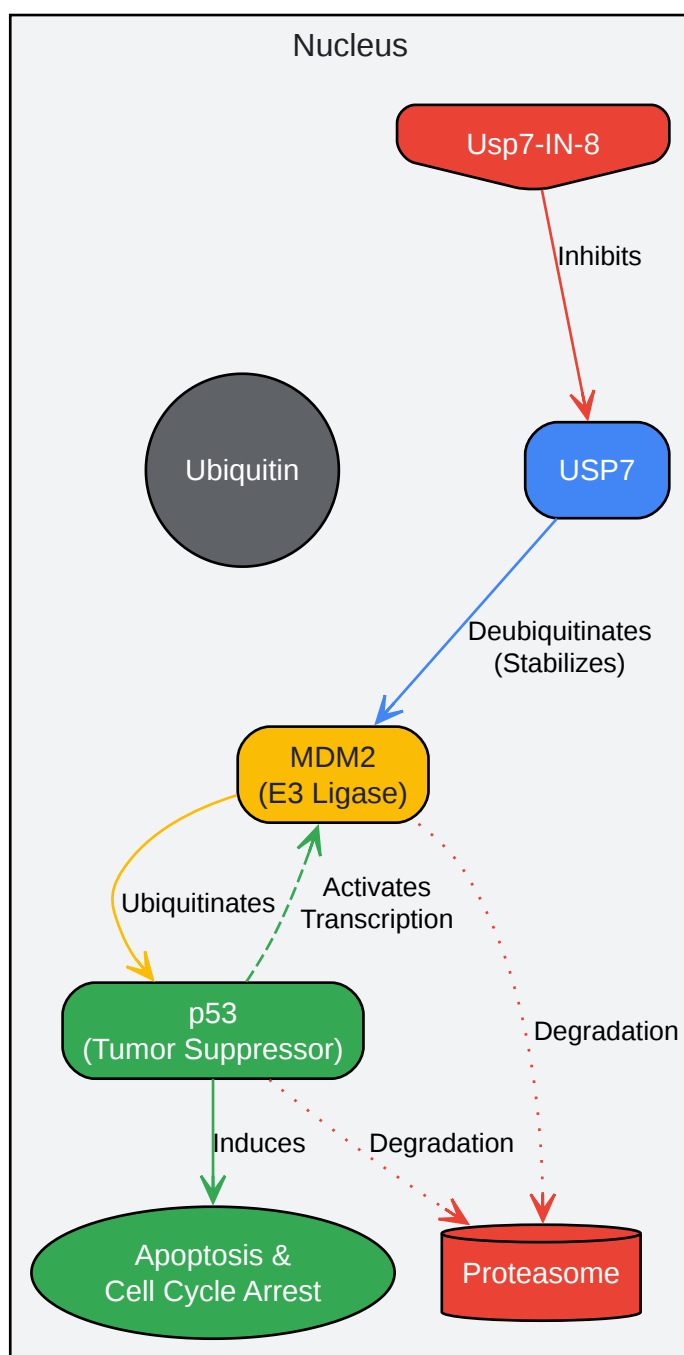 Nucleus
Usp7-IN-8
Inhibits
Ubiquitin
USP7
Deubiquitinates
(Stabilizes)
MDM2
(E3 Ligase)
Ubiquitinates
Activates
Transcription
p53
(Tumor Suppressor)
Degradation
Induces
Degradation
Apoptosis &
Cell Cycle Arrest
Proteasome